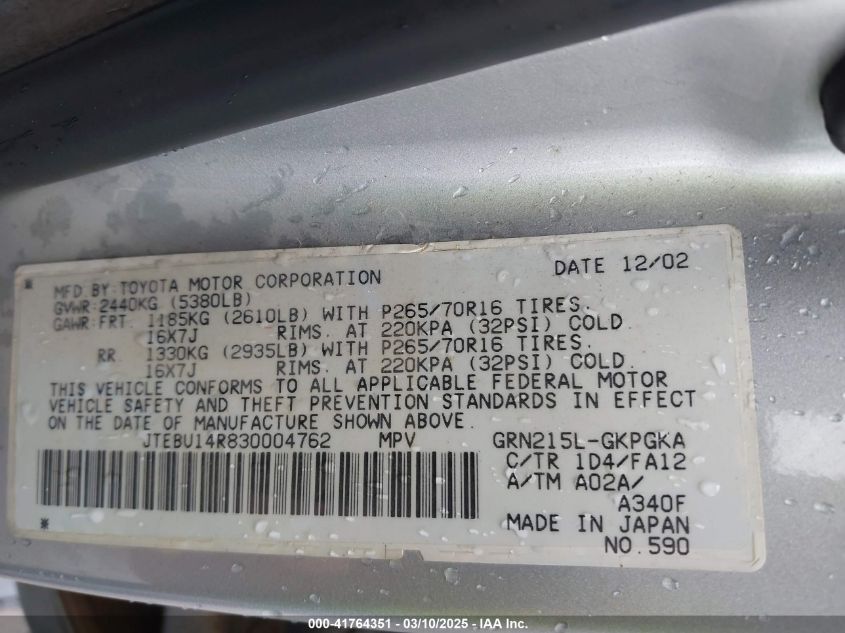 MFD BY:TOYOTA MOTOR CORPORATION DATE 12/02
GVWR:2440KG (5380LB)
GAWR:FRT. 1185KG (2610LB) WITH P265/70R16 TIRES.
16X7J RIMS. AT 220KPA (32PSI) COLD.
RR. 1330KG (2935LB) WITH P265/70R16 TIRES.
16X7J RIMS. AT 220KPA (32PSI) COLD.
THIS VEHICLE CONFORMS TO ALL APPLICABLE FEDERAL MOTOR
VEHICLE SAFETY AND THEFT PREVENTION STANDARDS IN EFFECT
ON THE DATE OF MANUFACTURE SHOWN ABOVE.
JTEBU14R830004762 MPV GRN215L-GKPGKA
C/TR 1D4/FA12
A/TM A02A/
A340F
MADE IN JAPAN
NO.590
000-41764351 | 03/10/2025 - IAA, Inc.